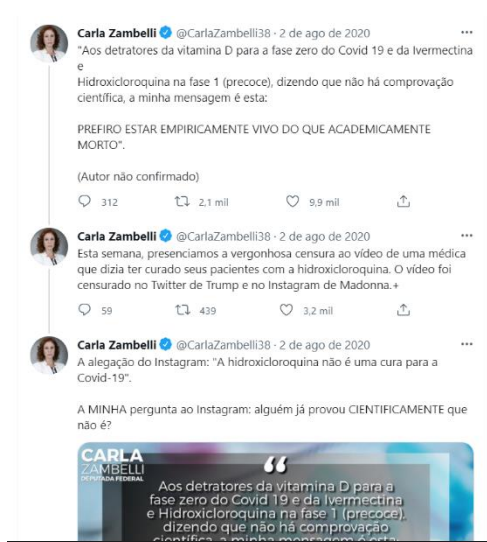 Carla Zambelli @CarlaZambelli38 · 2 de ago de 2020 ···
"Aos detratores da vitamina D para a fase zero do Covid 19 e da Ivermectina
e
Hidroxicloroquina na fase 1 (precoce), dizendo que não há comprovação
científica, a minha mensagem é esta:
PREFIRO ESTAR EMPIRICAMENTE VIVO DO QUE ACADEMICAMENTE
MORTO".
(Autor não confirmado)
312 2,1 mil 9,9 mil
Carla Zambelli @CarlaZambelli38 · 2 de ago de 2020 ···
Esta semana, presenciamos a vergonhosa censura ao vídeo de uma médica
que dizia ter curado seus pacientes com a hidroxicloroquina. O vídeo foi
censurado no Twitter de Trump e no Instagram de Madonna.+
59 439 3,2 mil
Carla Zambelli @CarlaZambelli38 · 2 de ago de 2020 ···
A alegação do Instagram: "A hidroxicloroquina não é uma cura para a
Covid-19".
A MINHA pergunta ao Instagram: alguém já provou CIENTIFICAMENTE que
não é?
CARLA
ZAMBELLI
DEPUTADA FEDERAL
“
Aos detratores da vitamina D para a
fase zero do Covid 19 e da Ivermectina
e Hidroxicloroquina na fase 1 (precoce),
dizendo que não há comprovação
científica, a minha mensagem é esta: